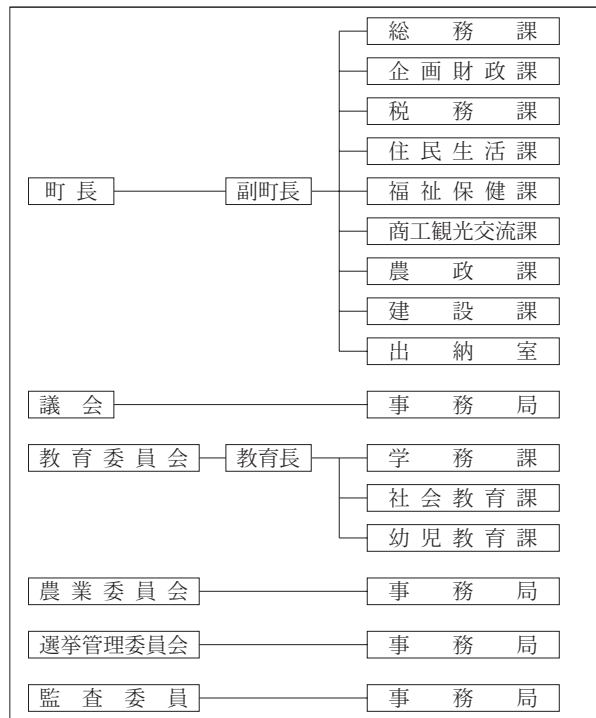 総務課
企画財政課
税務課
住民生活課
町長 副町長 福祉保健課
商工観光交流課
農政課
建設課
出納室
議会 事務局
教育委員会 教育長 学務課
社会教育課
幼児教育課
農業委員会 事務局
選挙管理委員会 事務局
監査委員 事務局